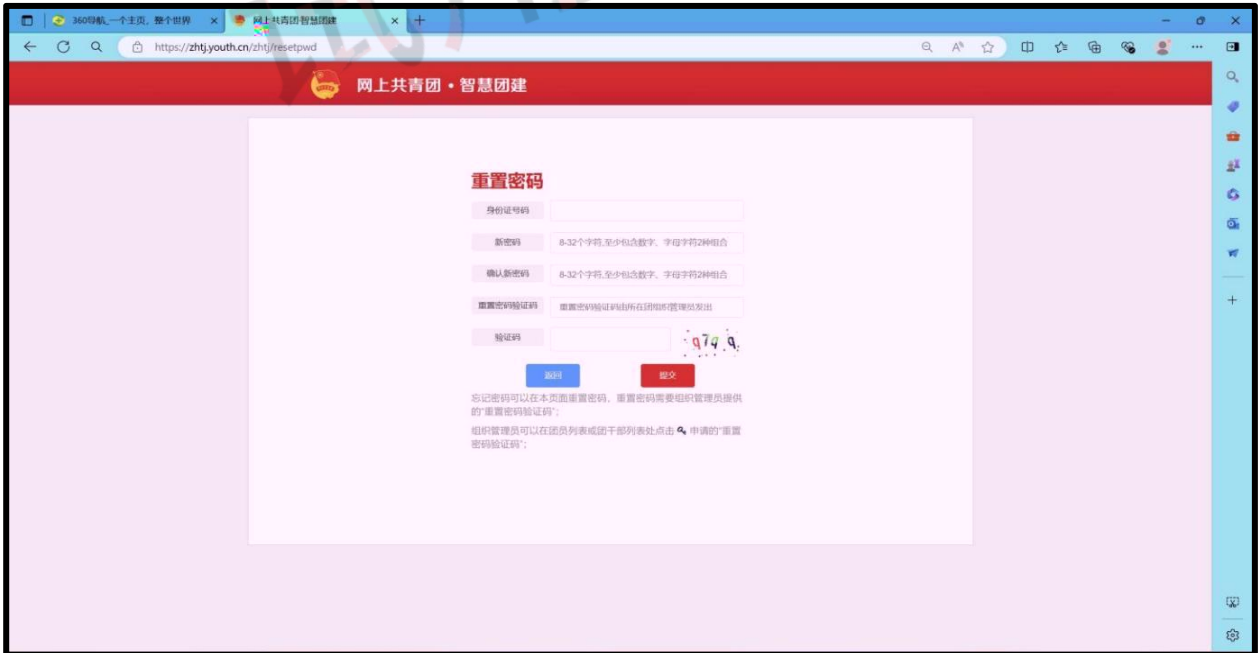 360导航_一个主页，整个世界
网上共青团·智慧团建
https://zhtj.youth.cn/zhtj/resetpwd
网上共青团·智慧团建
重置密码
身份证号码
新密码
8-32个字符,至少包含数字、字母字符2种组合
确认新密码
8-32个字符,至少包含数字、字母字符2种组合
重置密码验证码
重置密码验证码由所在团组织管理员发出
验证码
q7q q
返回
提交
忘记密码可以在本页面重置密码，重置密码需要组织管理员提供
的"重置密码验证码"；
组织管理员可以在团员列表或团干部列表处点击 申请的"重置
密码验证码"；